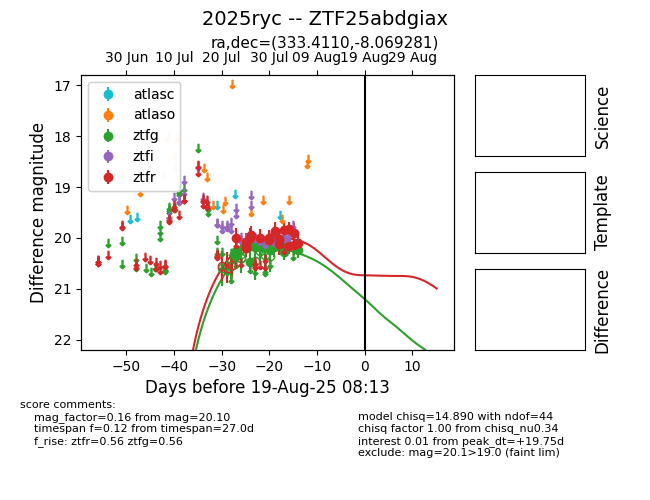 2025ryc -- ZTF25abdgiax
ra,dec=(333.4110,-8.069281)
30 Jun 10 Jul 20 Jul 30 Jul 09 Aug 19 Aug 29 Aug
atlasc
atlaso
ztfg
ztfi
ztfr
17
18
19
20
21
22
Difference magnitude
−50 −40 −30 −20 −10 0 10
Days before 19-Aug-25 08:13
Science
Template
Difference
score comments:
mag_factor=0.16 from mag=20.10
timespan f=0.12 from timespan=27.0d
f_rise: ztfr=0.56 ztfg=0.56
model chisq=14.890 with ndof=44
chisq factor 1.00 from chisq_nu0.34
interest 0.01 from peak_dt=+19.75d
exclude: mag=20.1>19.0 (faint lim)